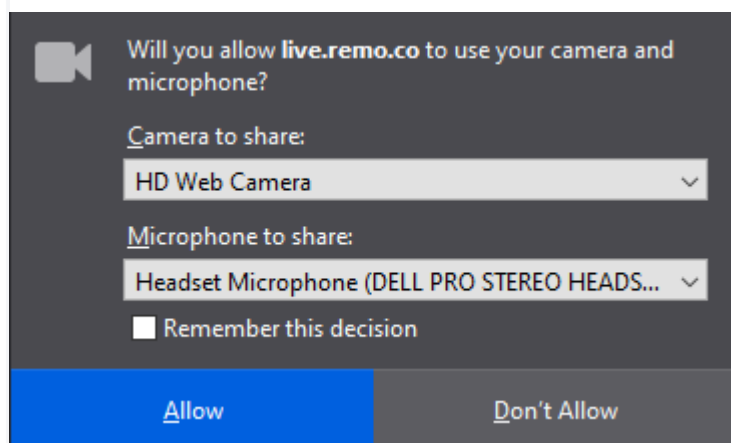 Will you allow live.remo.co to use your camera and
microphone?
Camera to share:
HD Web Camera
Microphone to share:
Headset Microphone (DELL PRO STEREO HEADS...
Remember this decision
Allow
Don't Allow